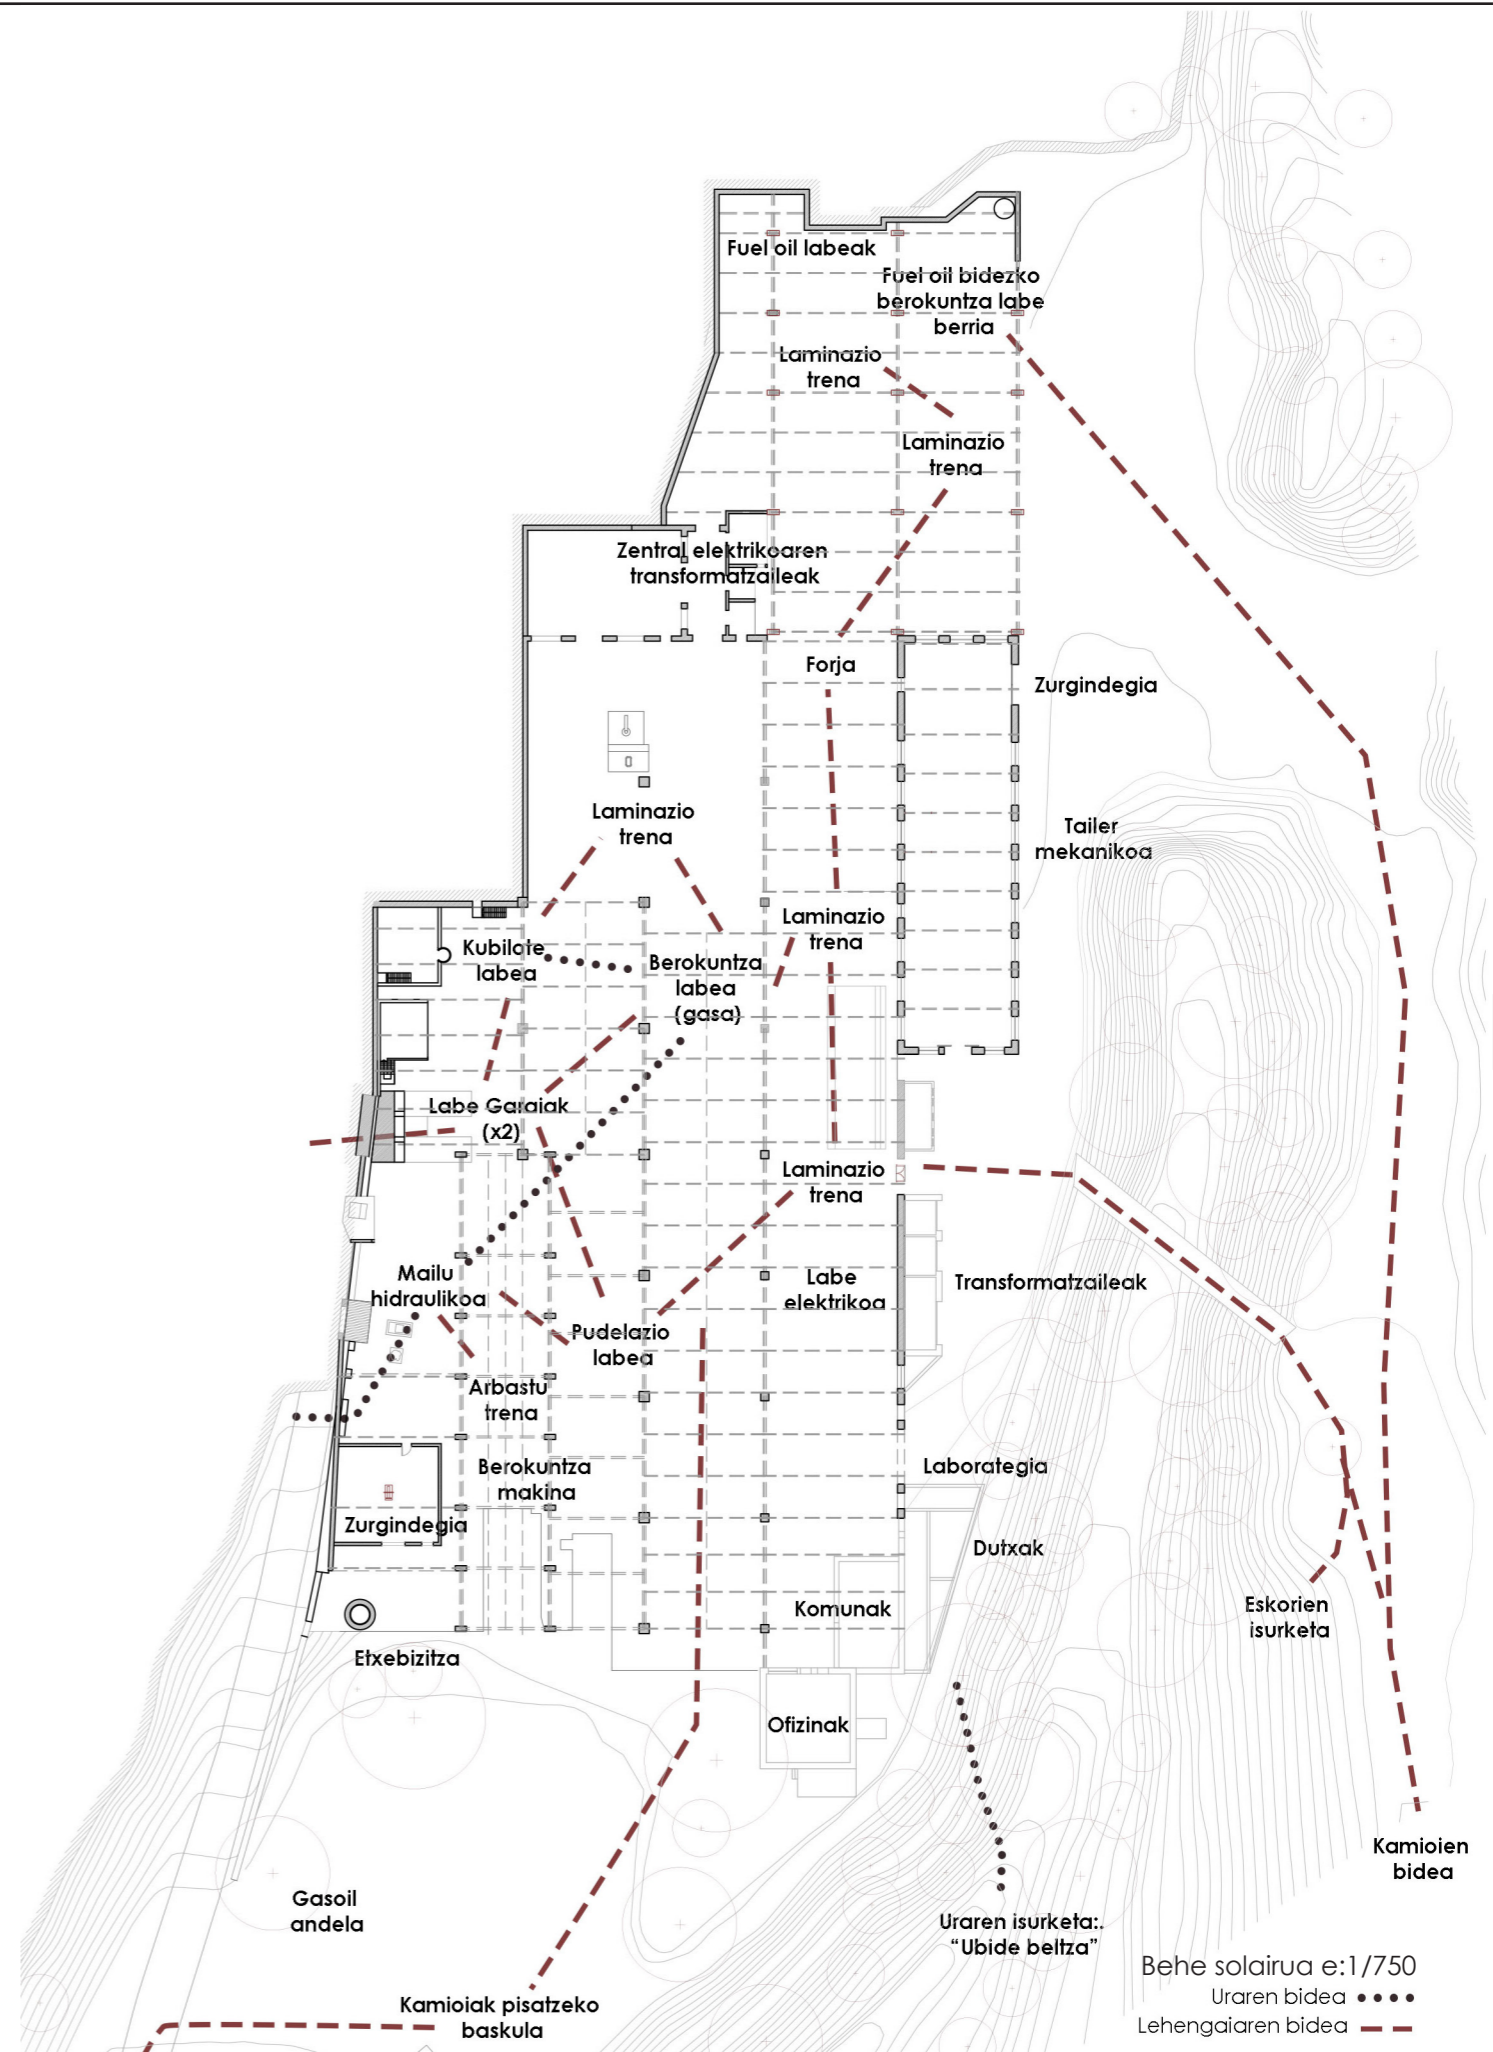 Fuel oil labeak
Fuel oil bidezko
berokuntza labe
berria
Laminazio
trena
Laminazio
trena
Zentral elektrikoaren
transformatzaileak
Forja
Zurgindegia
Laminazio
trena
Tailer
mekanikoa
Laminazio
trena
Kubilote
labea
Berokuntza
labea
(gasa)
Labe Garaiak
(x2)
Laminazio
trena
Mailu
hidraulikoa
Labe
elektrikoa
Transformatzaileak
Pudelazio
labea
Arbastu
trena
Berokuntza
makina
Laborategia
Zurgindegia
Dutxak
Komunak
Eskorien
isurketa
Etxebizitza
Ofizinak
Kamioien
bidea
Gasoil
andela
Uraren isurketa:.
“Ubide beltza”
Kamioiak pisatzeko
baskula
Behe solairua e:1/750
Uraren bidea
Lehengaiaren bidea